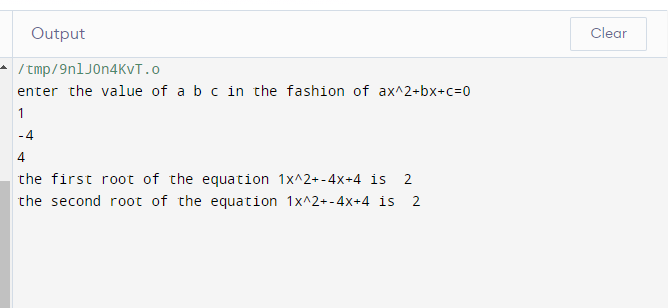 Output
Clear
/tmp/9nlJ0n4KvT.o
enter the value of a b c in the fashion of ax^2+bx+c=0
1
-4
4
the first root of the equation 1x^2+-4x+4 is  2
the second root of the equation 1x^2+-4x+4 is  2